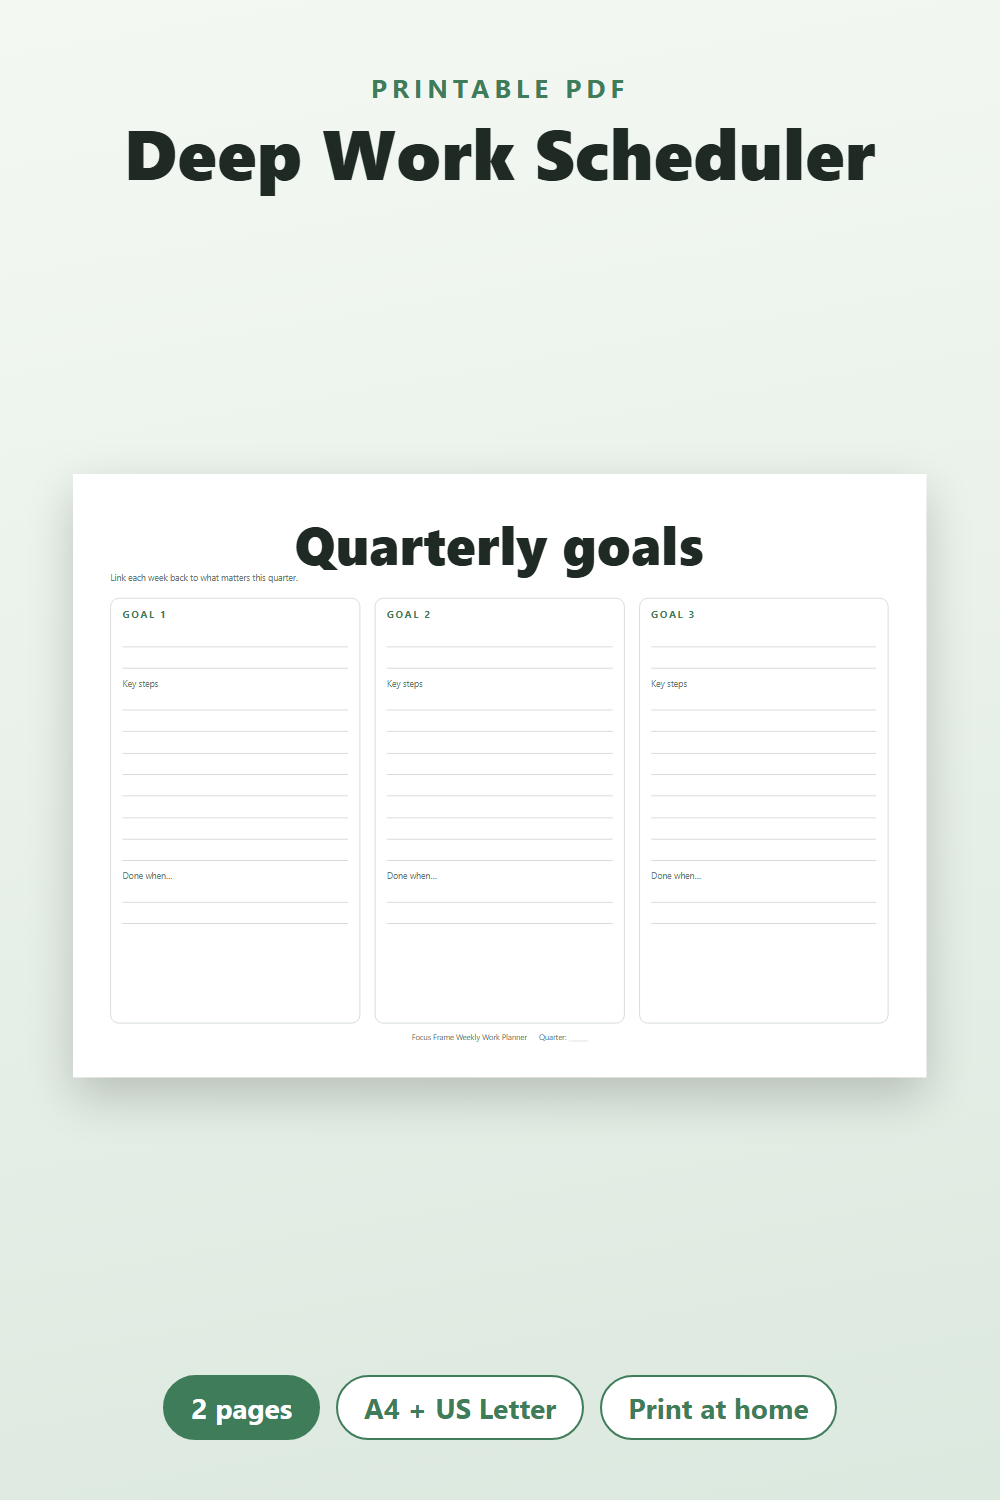 PRINTABLE PDF
Deep Work Scheduler
Quarterly goals
Link each week back to what matters this quarter.
GOAL 1
Key steps
Done when...
GOAL 2
Key steps
Done when...
GOAL 3
Key steps
Done when...
Focus Frame Weekly Work Planner Quarter: _____
2 pages
A4 + US Letter
Print at home